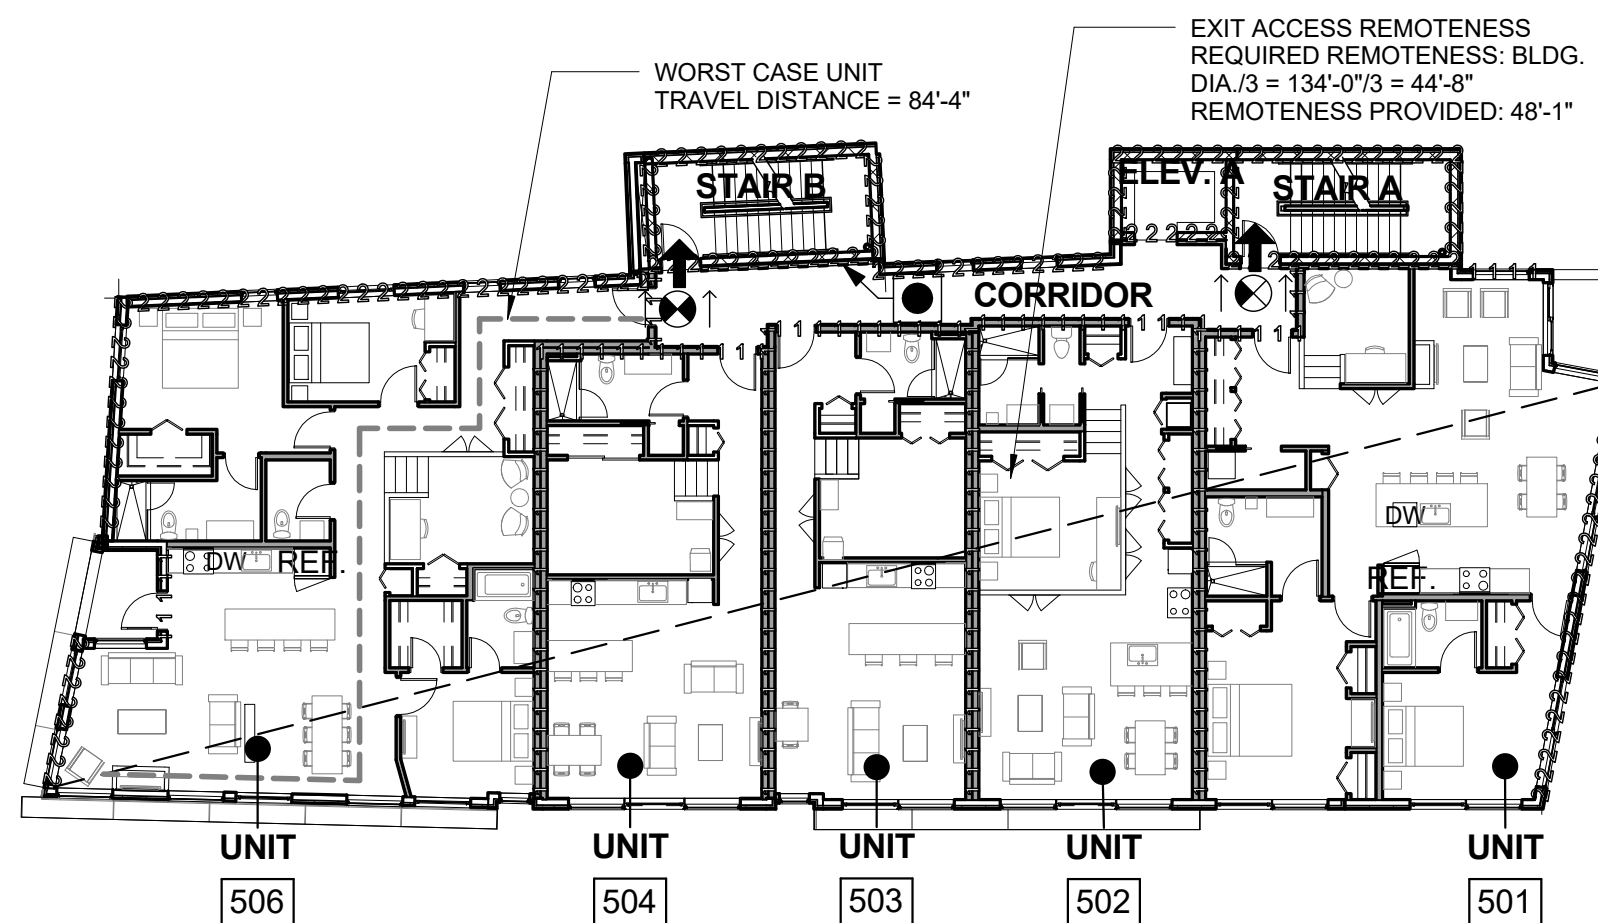 EXIT ACCESS REMOTENESS
REQUIRED REMOTENESS: BLDG.
DIA./3 = 134'-0"/3 = 44'-8"
REMOTENESS PROVIDED: 48'-1"
WORST CASE UNIT
TRAVEL DISTANCE = 84'-4"
STAIR B
ELEV. A
STAIR A
CORRIDOR
DW
REF.
DW
REF.
UNIT
506
UNIT
504
UNIT
503
UNIT
502
UNIT
501